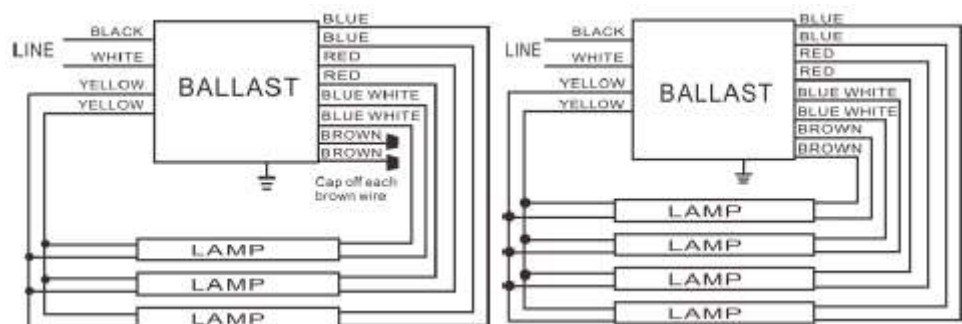 BLUE
BLACK
BLUE
LINE
RED
WHITE
RED
YELLOW
BALLAST
BLUE WHITE
YELLOW
BLUE WHITE
BROWN
BROWN
Cap off each
brown wire
LAMP
LAMP
LAMP
BLUE
BLACK
BLUE
LINE
RED
WHITE
RED
YELLOW
BALLAST
BLUE WHITE
YELLOW
BLUE WHITE
BROWN
BROWN
LAMP
LAMP
LAMP
LAMP